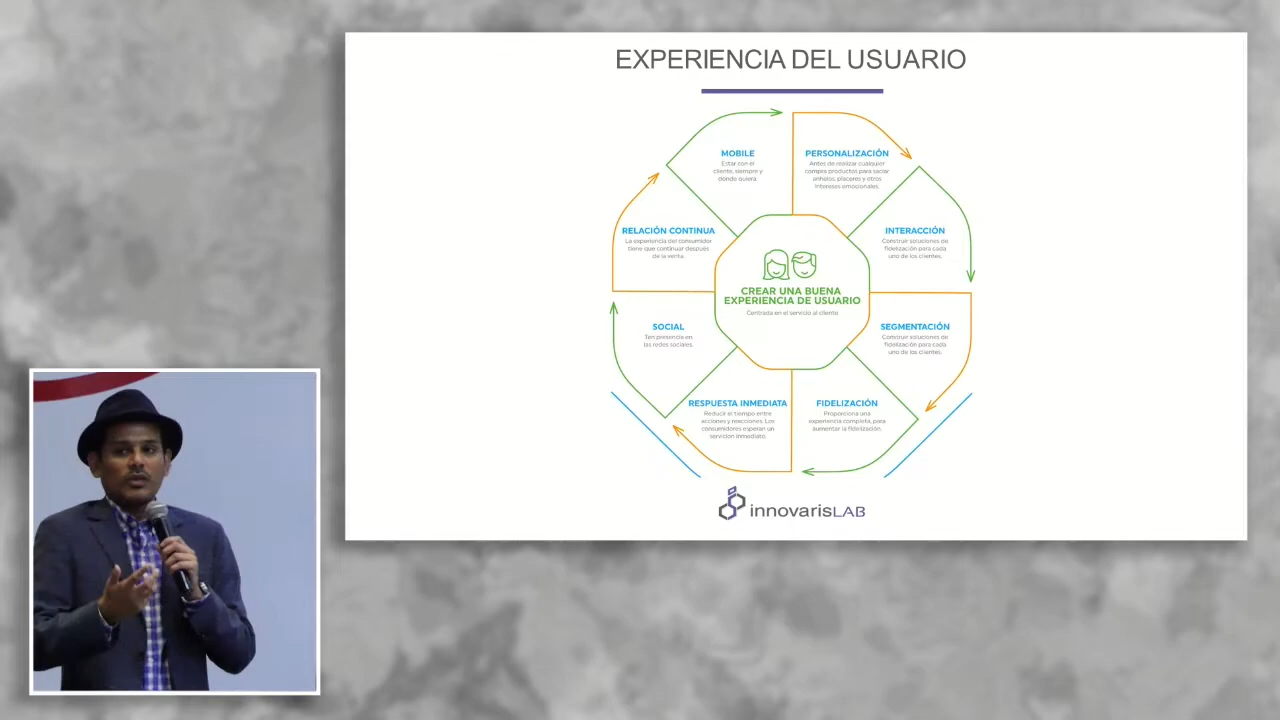 EXPERIENCIA DEL USUARIO
MOBILE
Estar con el
cliente, siempre y
dónde quiera.
PERSONALIZACIÓN
Antes de realizar cualquier
compea productos para saciar
anhelos, placeres y otros
intereses emocionales.
INTERACCIÓN
Construir soluciones de
fidelización para cada
uno de los clientes.
SEGMENTACIÓN
Construir soluciones de
fidelización para cada
uno de los clientes.
FIDELIZACIÓN
Proporsiona una
experiencia completa, para
aumentar la fidelización.
RESPUESTA INMEDIATA
Reducir el tiempo entre
acciones y reacciones. Los
consumidores esperan un
servicion inmediato.
SOCIAL
Ten presencia en
las redes sociales.
RELACIÓN CONTINUA
La experiencia del consumidor
tiene que continuar después
de la venta.
CREAR UNA BUENA
EXPERIENCIA DE USUARIO
Centrada en el servicio al cliente
innovarisLAB